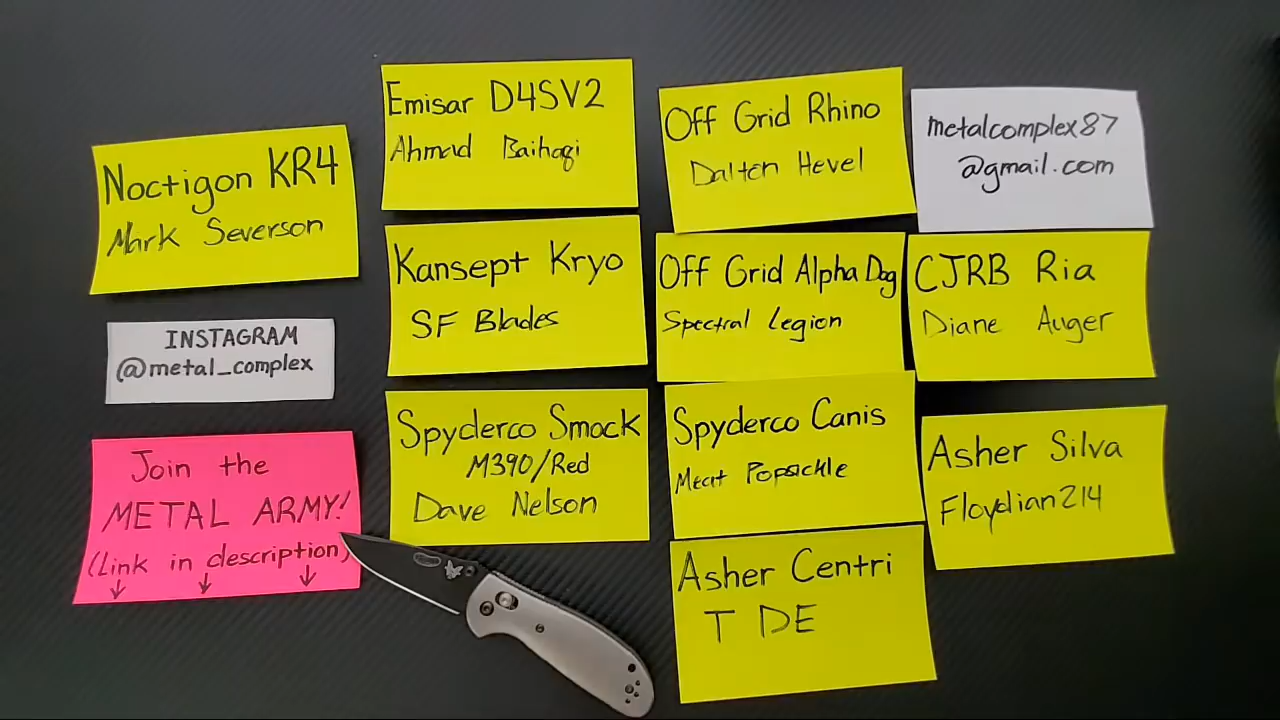 Noctigon KR4
Mark Severson
INSTAGRAM
@metal_complex
Join the
METAL ARMY!
(Link in description)
Emisar D4SV2
Ahmad Baihaqi
Kansept Kryo
SF Blades
Spyderco Smock
M390/Red
Dave Nelson
Off Grid Rhino
Dalton Hevel
Off Grid Alpha Dog
Spectral Legion
Spyderco Canis
Meat Popsickle
Asher Centri
T DE
metalcomplex87
@gmail.com
CJRB Ria
Diane Auger
Asher Silva
Floydian214